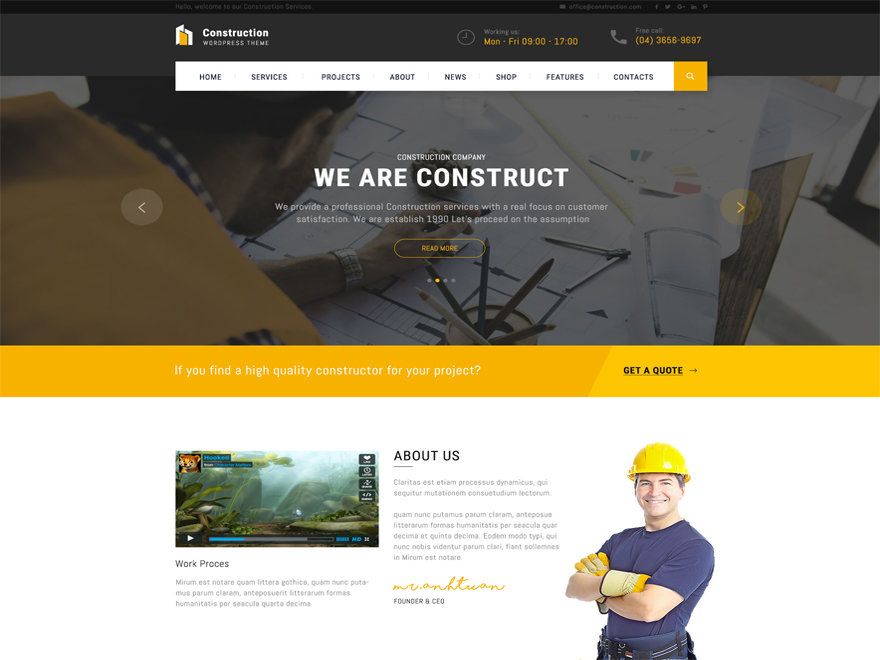 Hello, welcome to our Construction Services.
office@construction.com
Construction
WORDPRESS THEME
Working us:
Mon - Fri 09:00 - 17:00
Free call:
(04) 3656-9697
HOME
SERVICES
PROJECTS
ABOUT
NEWS
SHOP
FEATURES
CONTACTS
CONSTRUCTION COMPANY
WE ARE CONSTRUCT
We provide a professional Construction services with a real focus on customer
satisfaction. We are establish 1990 Let's proceed on the assumption
READ MORE
If you find a high quality constructor for your project?
GET A QUOTE
Hooked
from Character Matters
Work Proces
Mirum est notare quam littera gothica, quam nunc puta-
mus parum claram, anteposuerit litterarum formas
humanitatis per seacula quarta decima
ABOUT US
Claritas est etiam processus dynamicus, qui
sequitur mutationem consuetudium lectorum.
quam nunc putamus parum claram, anteposue
litterarum formas humanitatis per seacula quar
decima et quinta decima. Eodem modo typi, qui
nunc nobis videntur parum clari, fiant sollemnes
in Mirum est notare
mr.anhtuan
FOUNDER & CEO